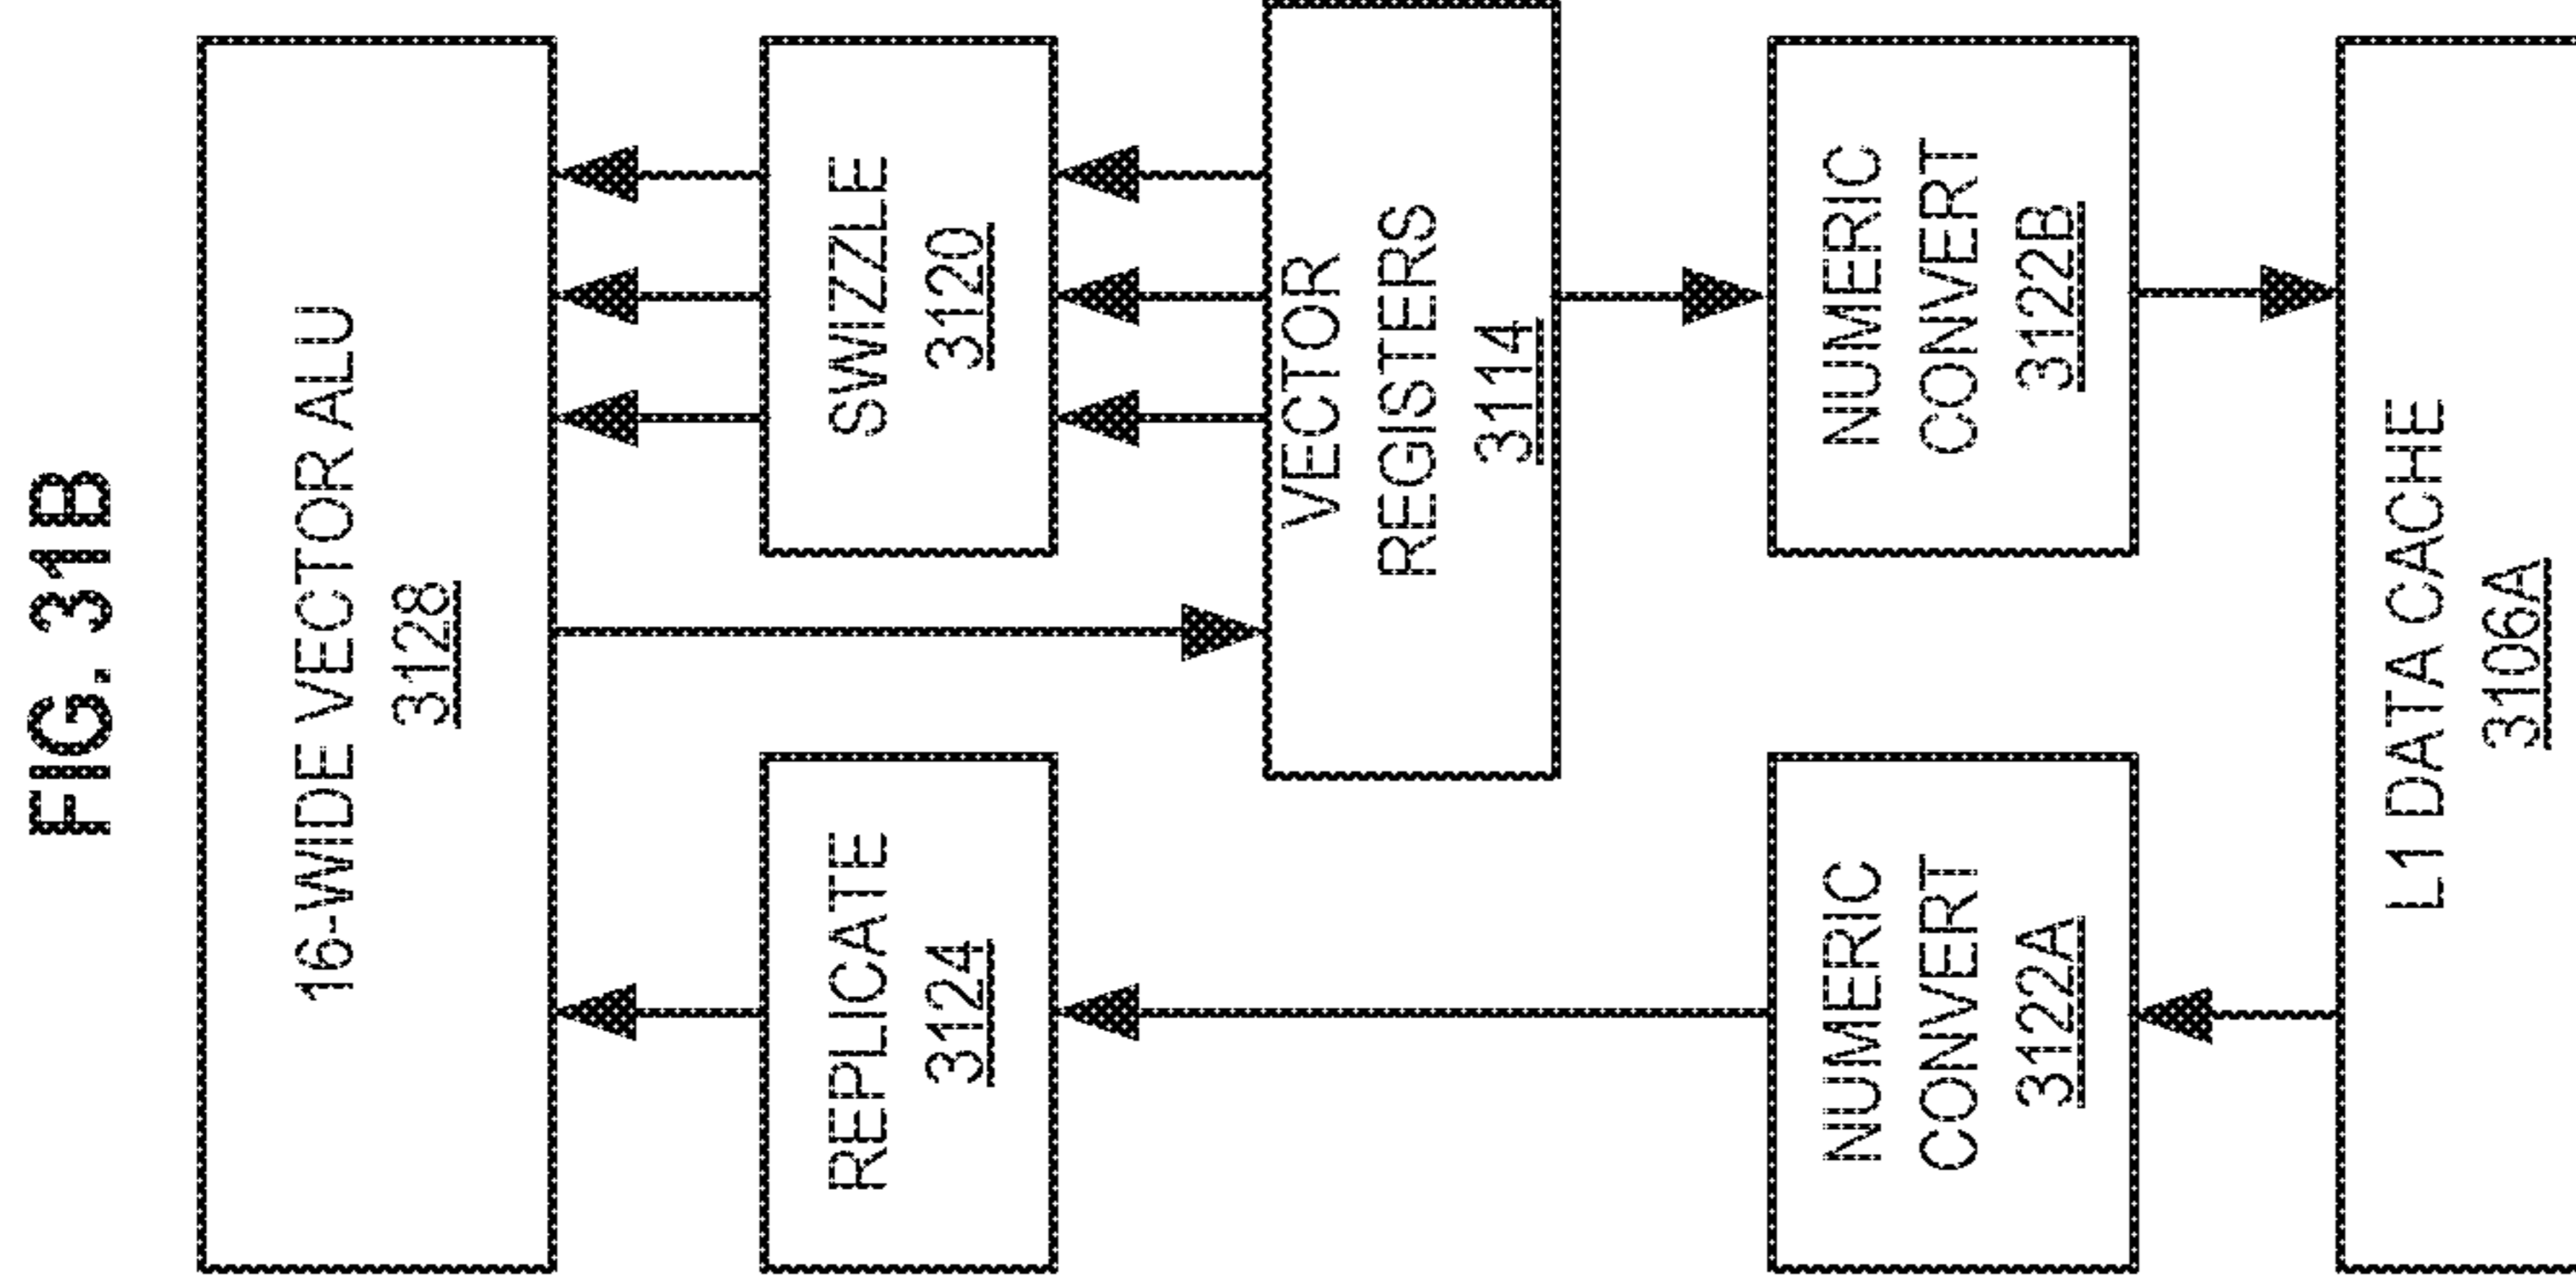 FIG. 31B
16-WIDE VECTOR ALU
3128
REPLICATE
3124
SWIZZLE
3120
VECTOR
REGISTERS
3114
NUMERIC
CONVERT
3122A
NUMERIC
CONVERT
3122B
L1 DATA CACHE
3106A